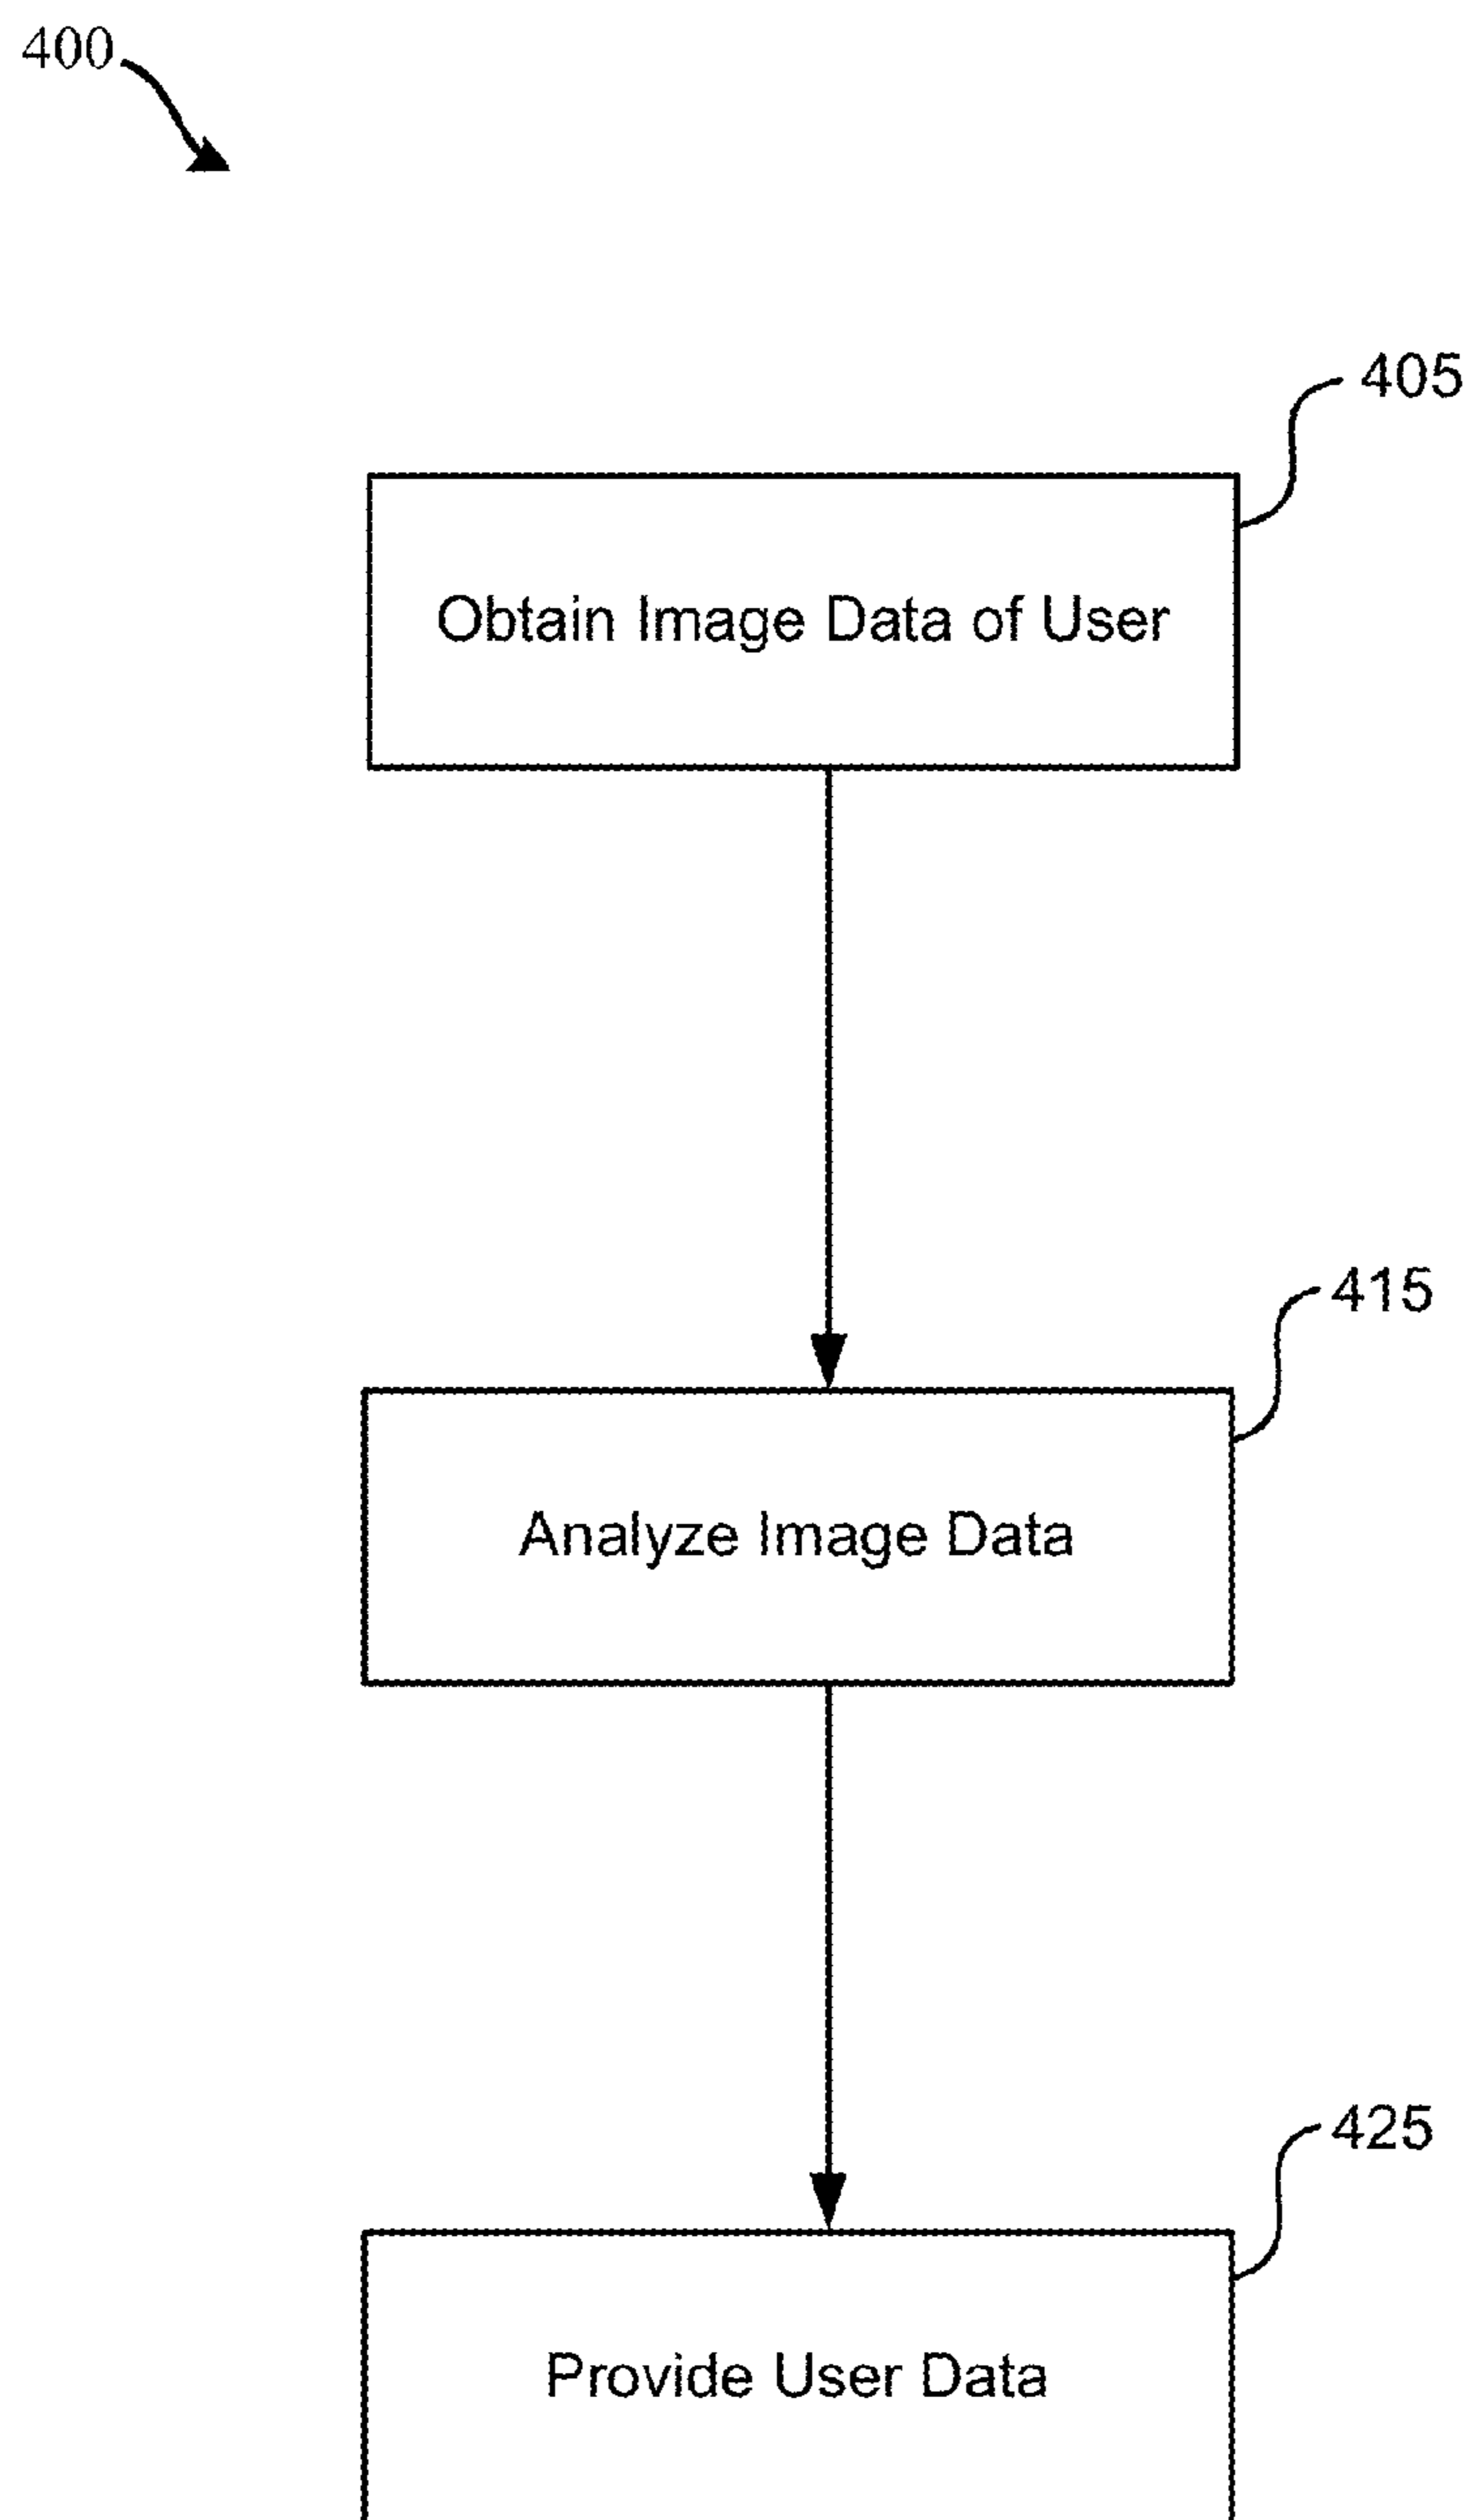 400
405
Obtain Image Data of User
415
Analyze Image Data
425
Provide User Data